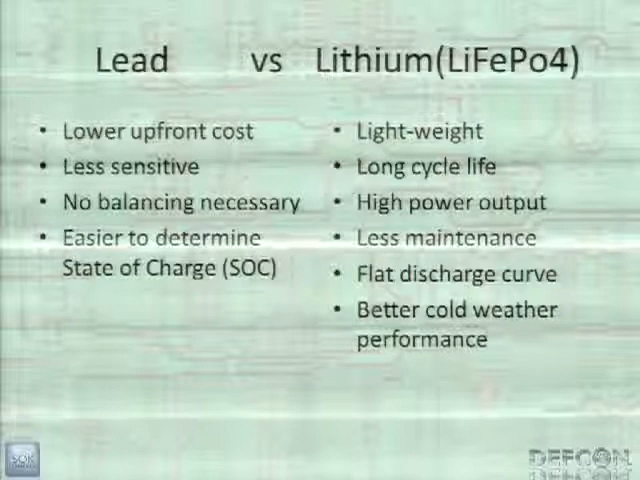 Lead vs Lithium(LiFePo4)
• Lower upfront cost
• Less sensitive
• No balancing necessary
• Easier to determine
State of Charge (SOC)
• Light-weight
• Long cycle life
• High power output
• Less maintenance
• Flat discharge curve
• Better cold weather
performance
DEFCON